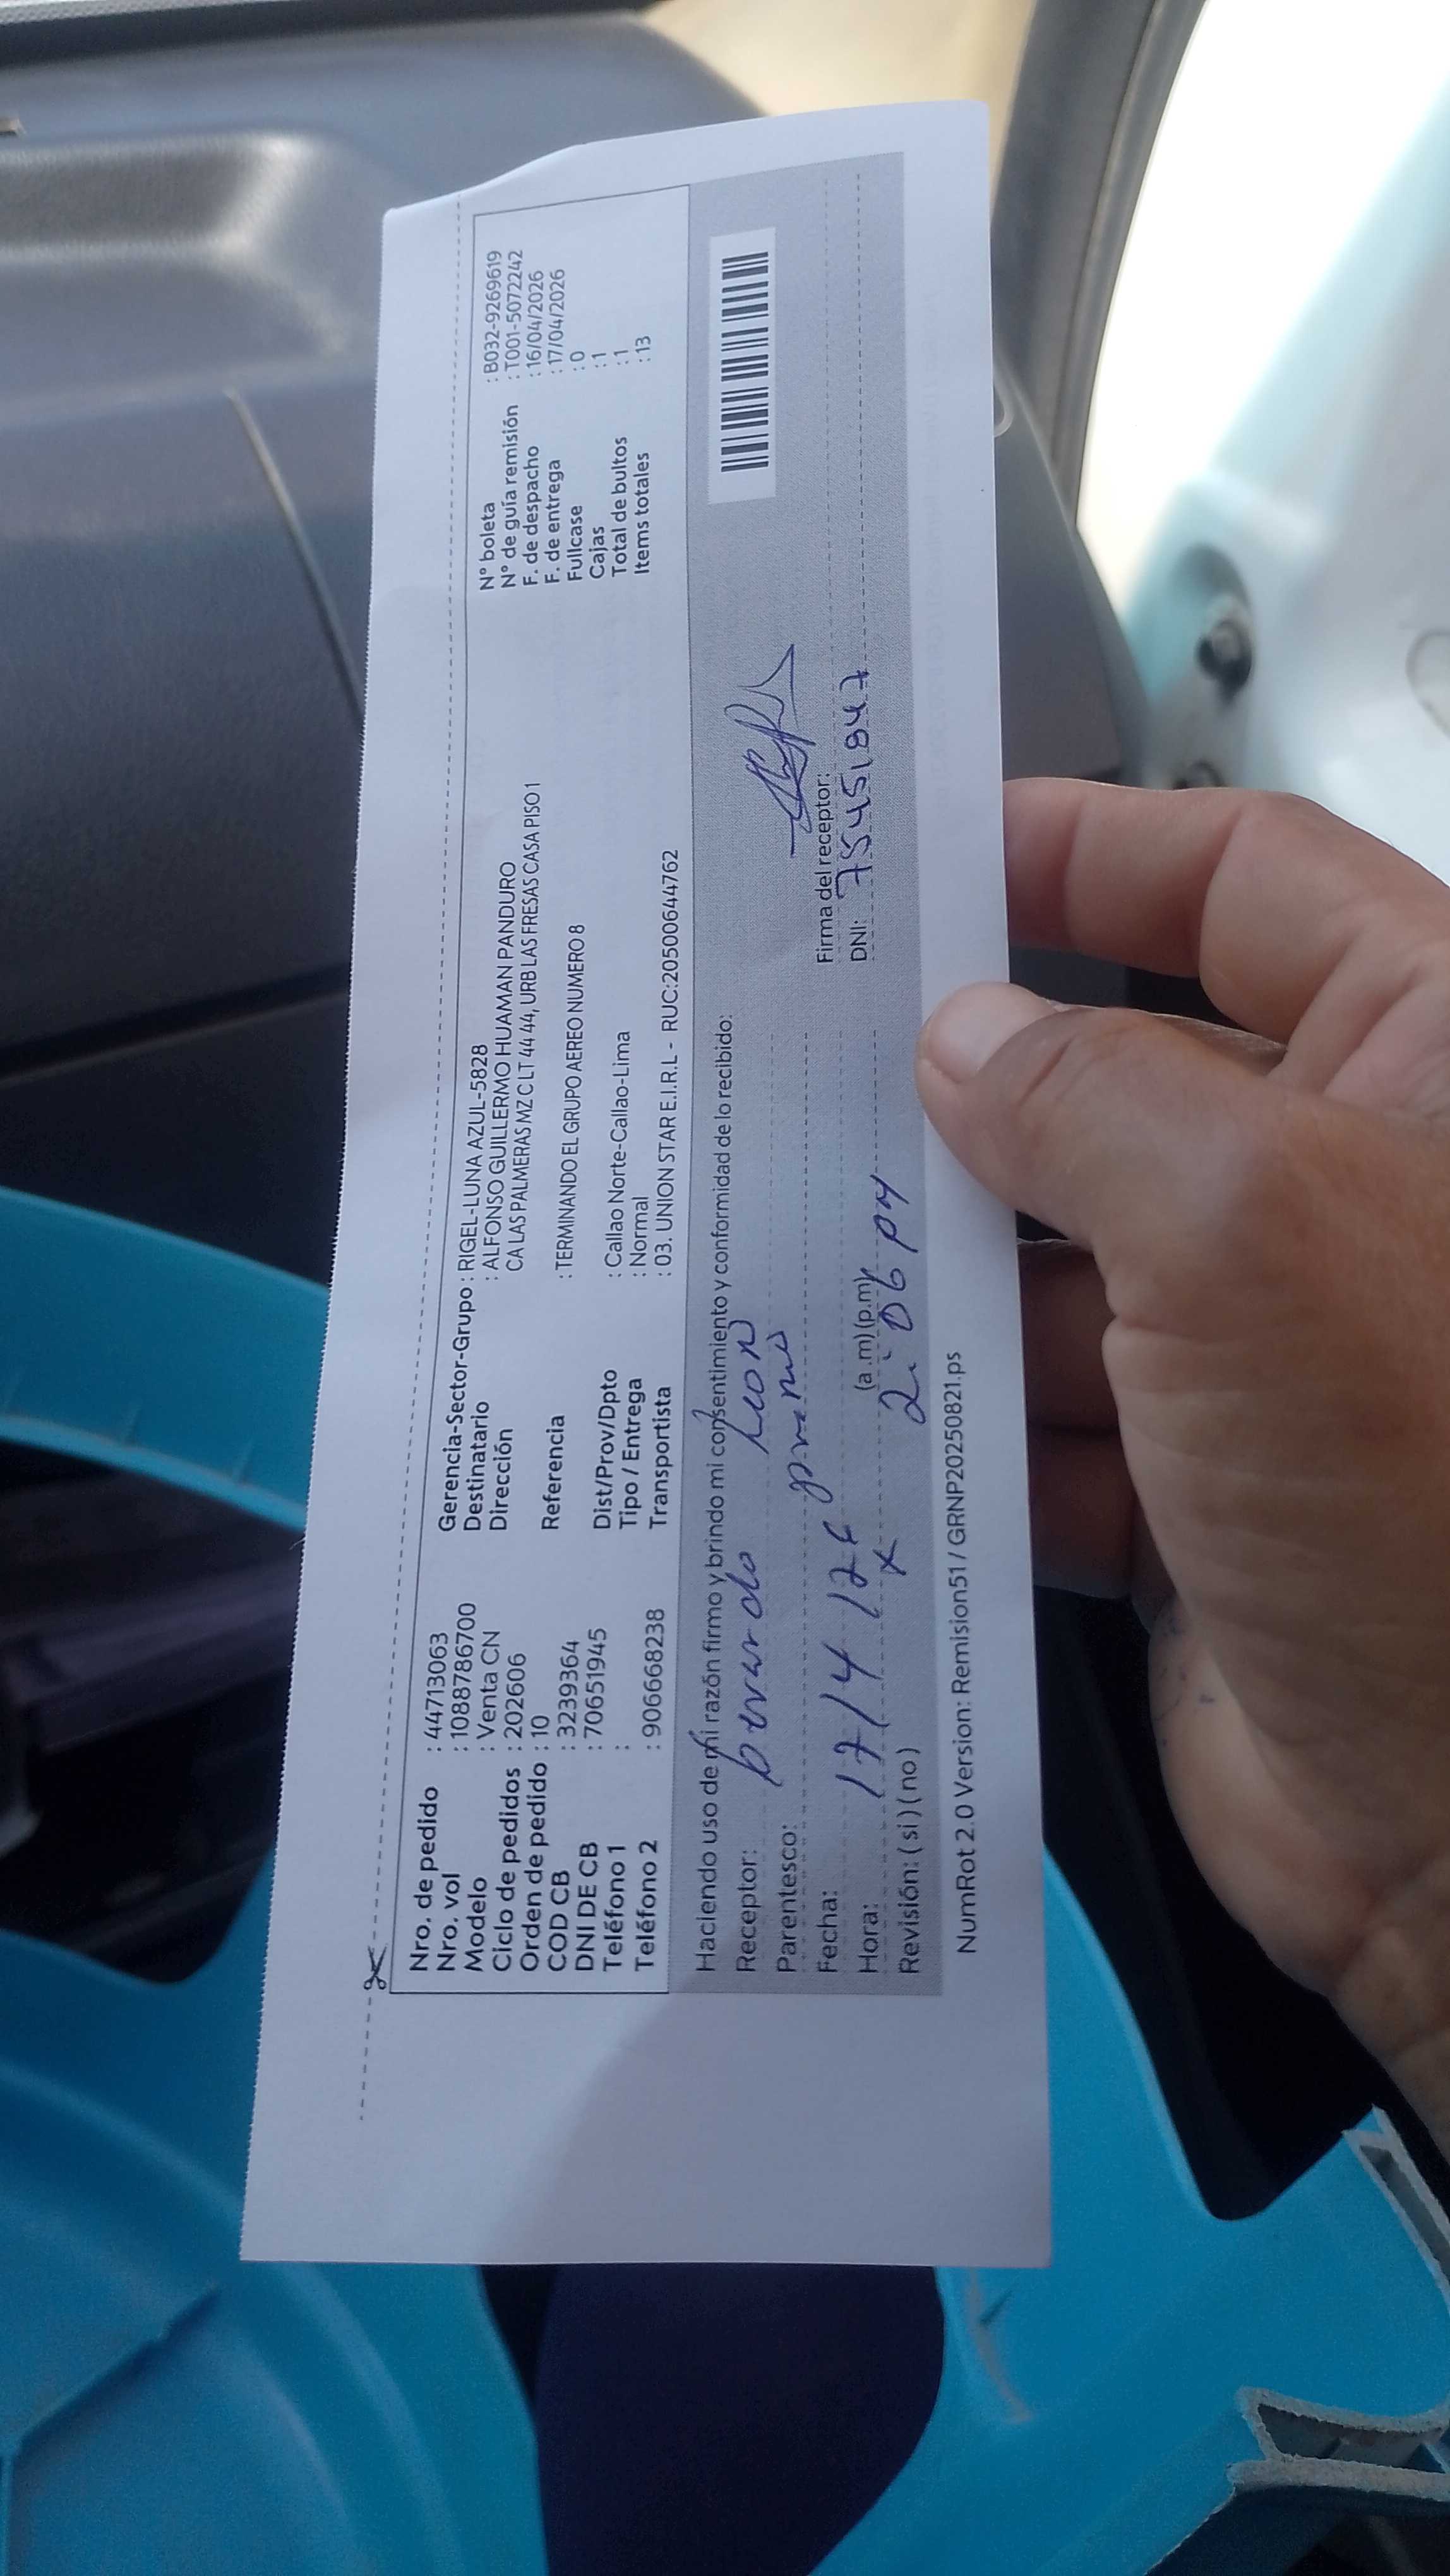 Nro. de pedido : 44713063
Nro. vol : 1088786700
Modelo : Venta CN
Ciclo de pedidos : 202606
Orden de pedido : 10
COD CB : 3239364
DNI DE CB : 70651945
Teléfono 1 :
Teléfono 2 : 906668238
Gerencia-Sector-Grupo : RIGEL-LUNA AZUL-5828
Destinatario : ALFONSO GUILLERMO HUAMAN PANDURO
Dirección CA LAS PALMERAS MZ C LT 44 44, URB LAS FRESAS CASA PISO 1
Referencia : TERMINANDO EL GRUPO AEREO NUMERO 8
Dist/Prov/Dpto : Callao Norte-Callao-Lima
Tipo / Entrega : Normal
Transportista : 03. UNION STAR E.I.R.L - RUC:20500644762
N° boleta : B032-9269619
N° de guía remisión : T001-5072242
F. de despacho : 16/04/2026
F. de entrega : 17/04/2026
Fullcase : 0
Cajas : 1
Total de bultos : 1
Items totales : 13
Haciendo uso de mi razón firmo y brindo mi consentimiento y conformidad de lo recibido:
Receptor: Leon
Parentesco:
Fecha: 17/4/26
Hora: (a.m) (p.m) 2:06 PM
Revisión: ( si ) ( no ) x
Firma del receptor:
DNI: 75451847
NumRot 2.0 Version: Remision51 / GRNP20250821.ps